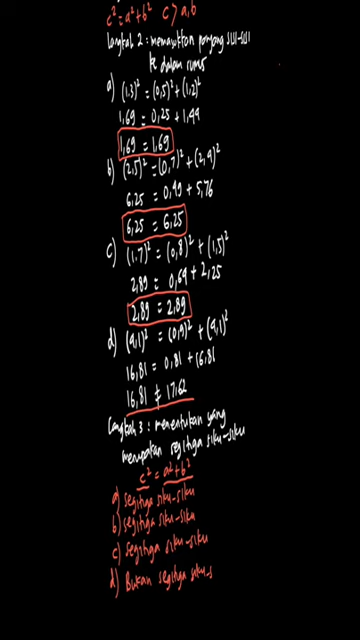 c² = a² + b² c > a, b
Langkah 2 : memasukkan panjang sisi-sisi
ke dalam rumus
a) (1,3)² = (0,5)² + (1,2)²
1,69 = 0,25 + 1,44
1,69 = 1,69
b) (2,5)² = (0,7)² + (2,4)²
6,25 = 0,49 + 5,76
6,25 = 6,25
c) (1,7)² = (0,8)² + (1,5)²
2,89 = 0,64 + 2,25
2,89 = 2,89
d) (4,1)² = (0,9)² + (4,1)²
16,81 = 0,81 + 16,81
16,81 ≠ 17,62
Langkah 3 : menentukan yang
merupakan segitiga siku-siku
c² = a² + b²
a) segitiga siku-siku
b) segitiga siku-siku
c) segitiga siku-siku
d) Bukan segitiga siku-s